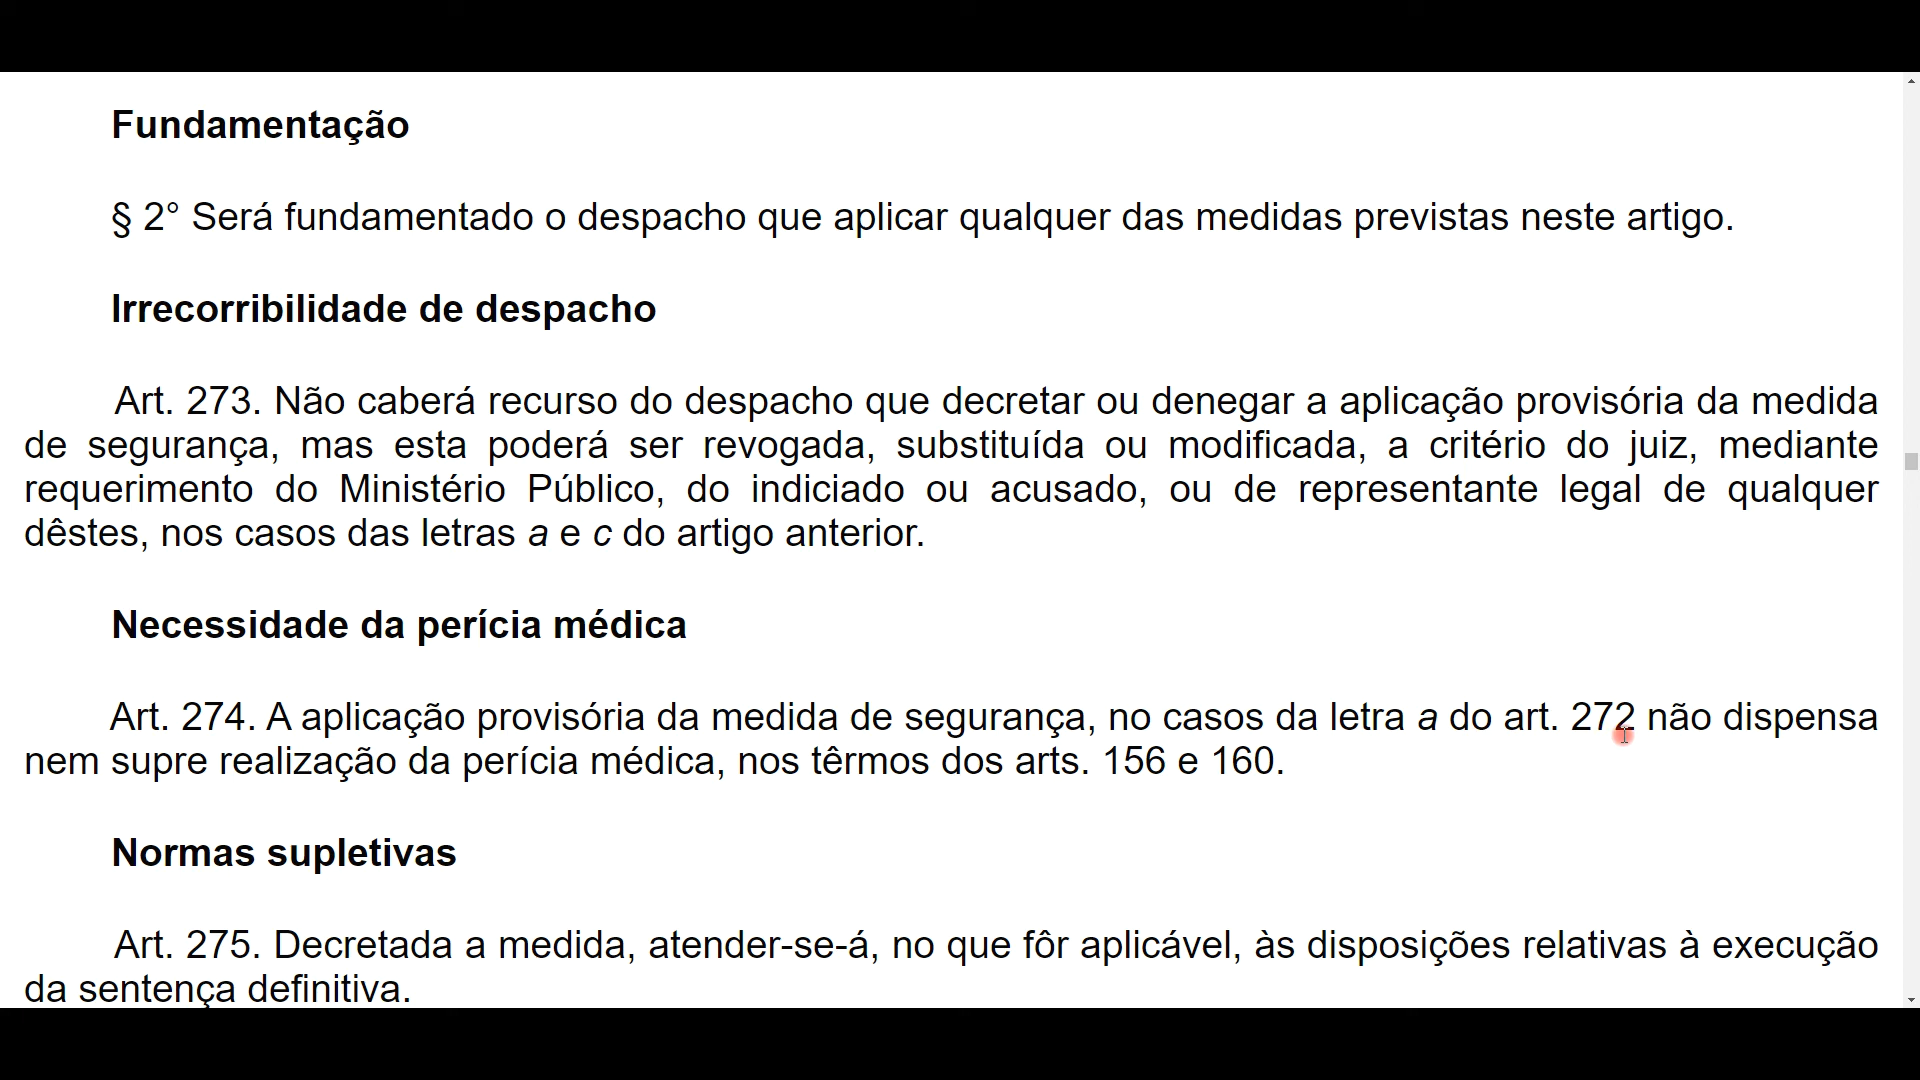 Fundamentação
§ 2° Será fundamentado o despacho que aplicar qualquer das medidas previstas neste artigo.
Irrecorribilidade de despacho
Art. 273. Não caberá recurso do despacho que decretar ou denegar a aplicação provisória da medida
de segurança, mas esta poderá ser revogada, substituída ou modificada, a critério do juiz, mediante
requerimento do Ministério Público, do indiciado ou acusado, ou de representante legal de qualquer
dêstes, nos casos das letras a e c do artigo anterior.
Necessidade da perícia médica
Art. 274. A aplicação provisória da medida de segurança, no casos da letra a do art. 272 não dispensa
nem supre realização da perícia médica, nos têrmos dos arts. 156 e 160.
Normas supletivas
Art. 275. Decretada a medida, atender-se-á, no que fôr aplicável, às disposições relativas à execução
da sentença definitiva.